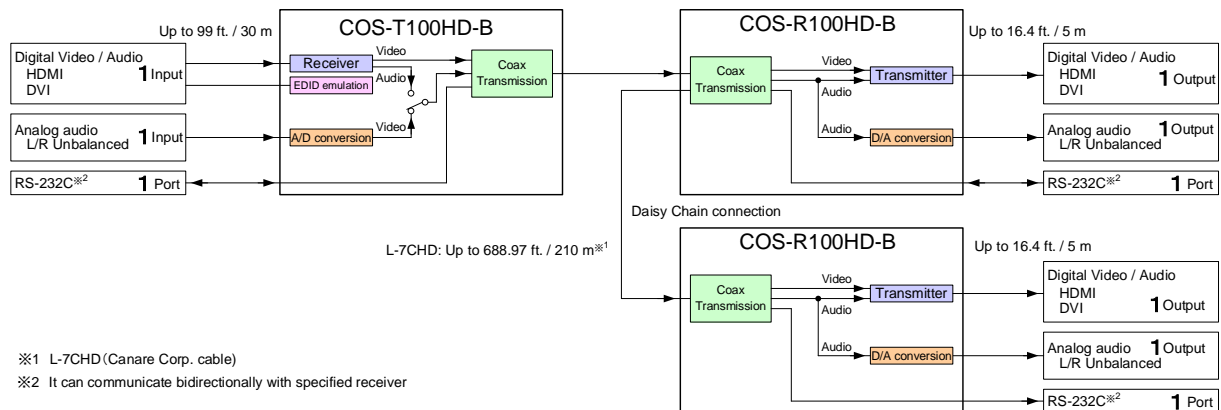 COS-T100HD-B
Up to 99 ft. / 30 m
Digital Video / Audio
HDMI
DVI
1 Input
Analog audio
L/R Unbalanced
1 Input
RS-232C※2 1 Port
Receiver
EDID emulation
A/D conversion
Video
Audio
Video
Coax
Transmission
COS-R100HD-B
Up to 16.4 ft. / 5 m
Coax
Transmission
Video
Audio
Audio
Transmitter
D/A conversion
Digital Video / Audio
HDMI
DVI
1 Output
Analog audio 1 Output
L/R Unbalanced
RS-232C※2 1 Port
Daisy Chain connection
L-7CHD: Up to 688.97 ft. / 210 m※1
COS-R100HD-B
Up to 16.4 ft. / 5 m
Coax
Transmission
Video
Audio
Audio
Transmitter
D/A conversion
Digital Video / Audio
HDMI
DVI
1 Output
Analog audio 1 Output
L/R Unbalanced
RS-232C※2 1 Port
※1 L-7CHD(Canare Corp. cable)
※2 It can communicate bidirectionally with specified receiver